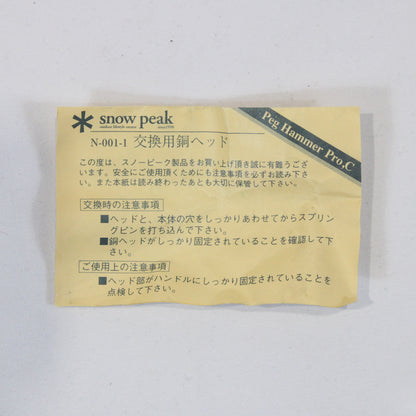 snow peak
outdoor lifestyle creator since1958
Peg Hammer Pro.C
N-001-1 交換用銅ヘッド
この度は、スノーピーク製品をお買い上げ頂き誠に有難うござ
います。安全にご使用頂くためにも注意事項を必ずお読み下さ
い。また本紙は読み終わったあとも大切に保管して下さい。
交換時の注意事項
■ヘッドと、本体の穴をしっかりあわせてからスプリン
グピンを打ち込んで下さい。
■銅ヘッドがしっかり固定されていることを確認して下
さい。
ご使用上の注意事項
■ヘッド部がハンドルにしっかり固定されていることを
点検して下さい。